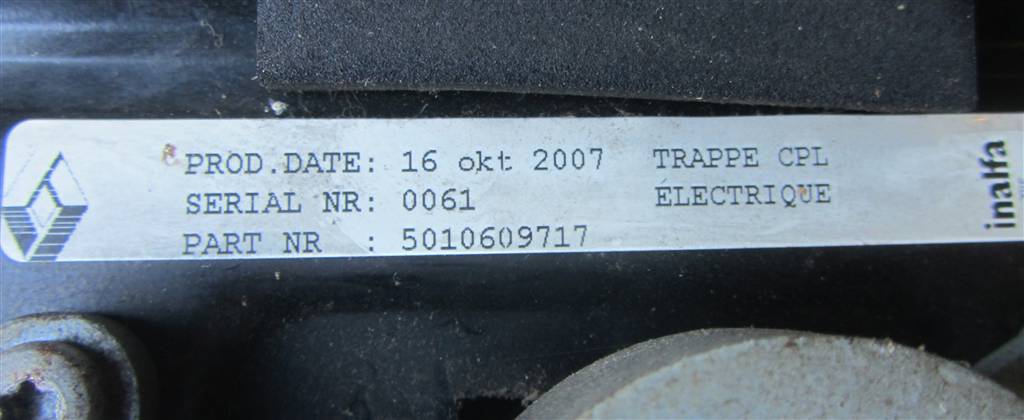 PROD.DATE: 16 okt 2007 TRAPPE CPL
SERIAL NR: 0061 ÉLECTRIQUE
PART NR : 5010609717
inalfa